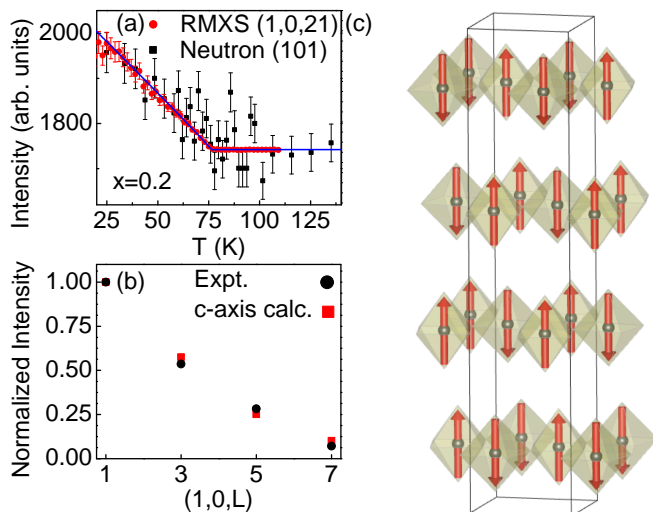 (a)
RMXS (1,0,21)
(c)
Neutron (101)
2000
1800
Intensity (arb. units)
x=0.2
25
50
75
100
125
T (K)
(b)
Expt.
c-axis calc.
1.00
0.75
0.50
0.25
0.00
Normalized Intensity
1
3
5
7
(1,0,L)